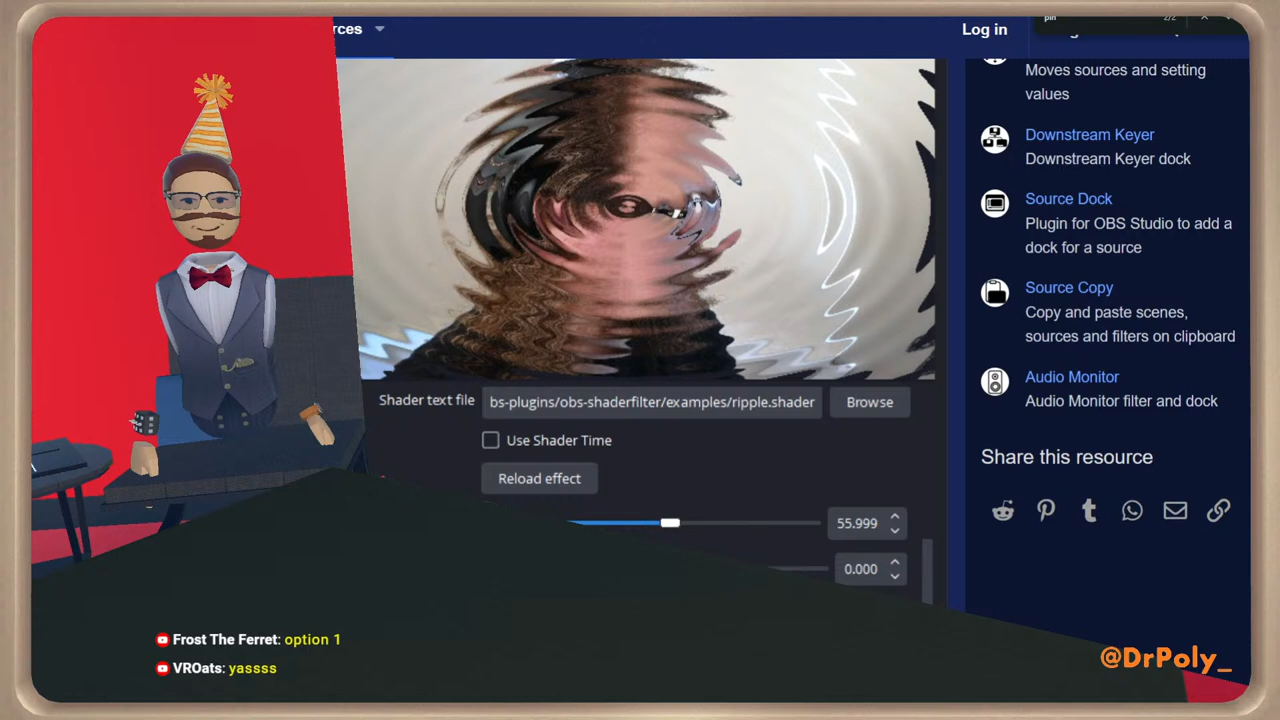 rces
Log in
pin
2/2
Moves sources and setting
values
Downstream Keyer
Downstream Keyer dock
Source Dock
Plugin for OBS Studio to add a
dock for a source
Source Copy
Copy and paste scenes,
sources and filters on clipboard
Audio Monitor
Audio Monitor filter and dock
Share this resource
Shader text file
bs-plugins/obs-shaderfilter/examples/ripple.shader
Browse
Use Shader Time
Reload effect
55.999
0.000
Frost The Ferret: option 1
VROats: yassss
@DrPoly_